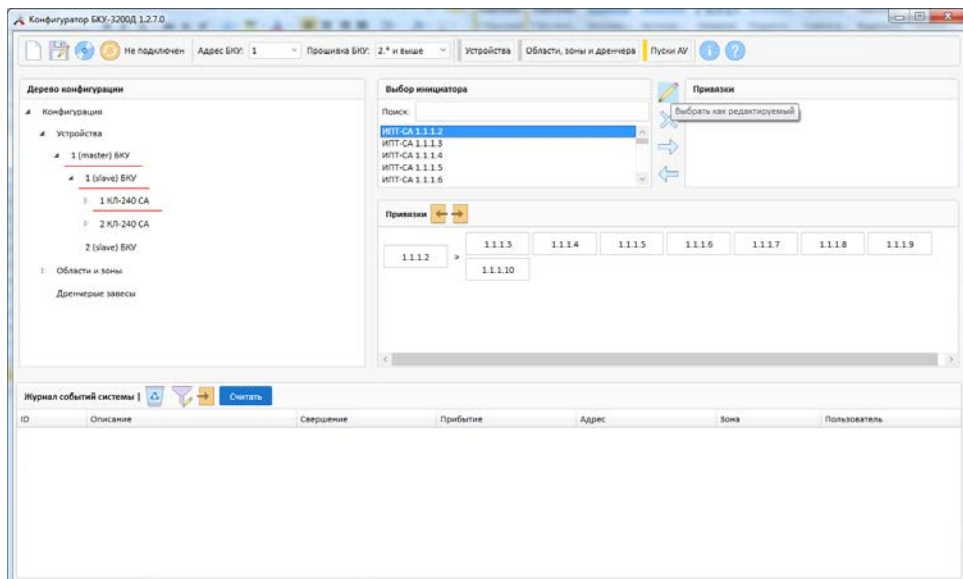 Конфигуратор БКУ-3200Д 1.2.7.0
Не подключен Адрес БКУ: 1 Прошивка БКУ: 2.* и выше Устройства Области, зоны и дренчера Пуски АУ
Дерево конфигурации
Конфигурация
Устройства
1 (master) БКУ
1 (slave) БКУ
1 КЛ-240 СА
2 КЛ-240 СА
2 (slave) БКУ
Области и зоны
Дренчерые завесы
Выбор инициатора
Поиск:
ИПТ-СА 1.1.1.2
ИПТ-СА 1.1.1.3
ИПТ-СА 1.1.1.4
ИПТ-СА 1.1.1.5
ИПТ-СА 1.1.1.6
Привязки
Выбрать как редактируемый
Привязки
1.1.1.2 > 1.1.1.3 1.1.1.4 1.1.1.5 1.1.1.6 1.1.1.7 1.1.1.8 1.1.1.9
1.1.1.10
Журнал событий системы | Считать
ID Описание Свершение Прибытие Адрес Зона Пользователь